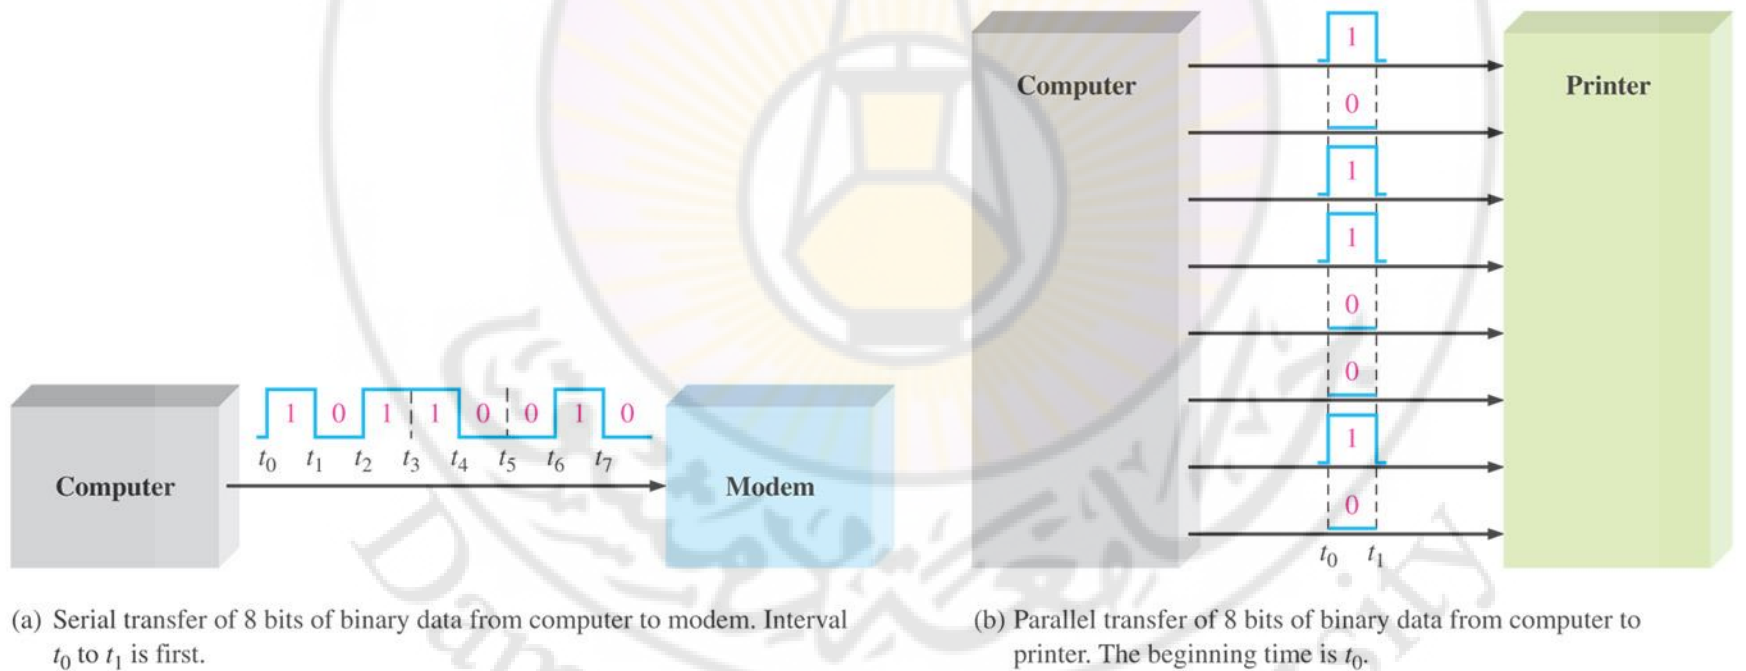 Computer
1 0 1 1 0 0 1 0
t0 t1 t2 t3 t4 t5 t6 t7
Modem
(a) Serial transfer of 8 bits of binary data from computer to modem. Interval
t0 to t1 is first.
Computer
1
0
1
1
0
0
1
0
t0 t1
Printer
(b) Parallel transfer of 8 bits of binary data from computer to
printer. The beginning time is t0.